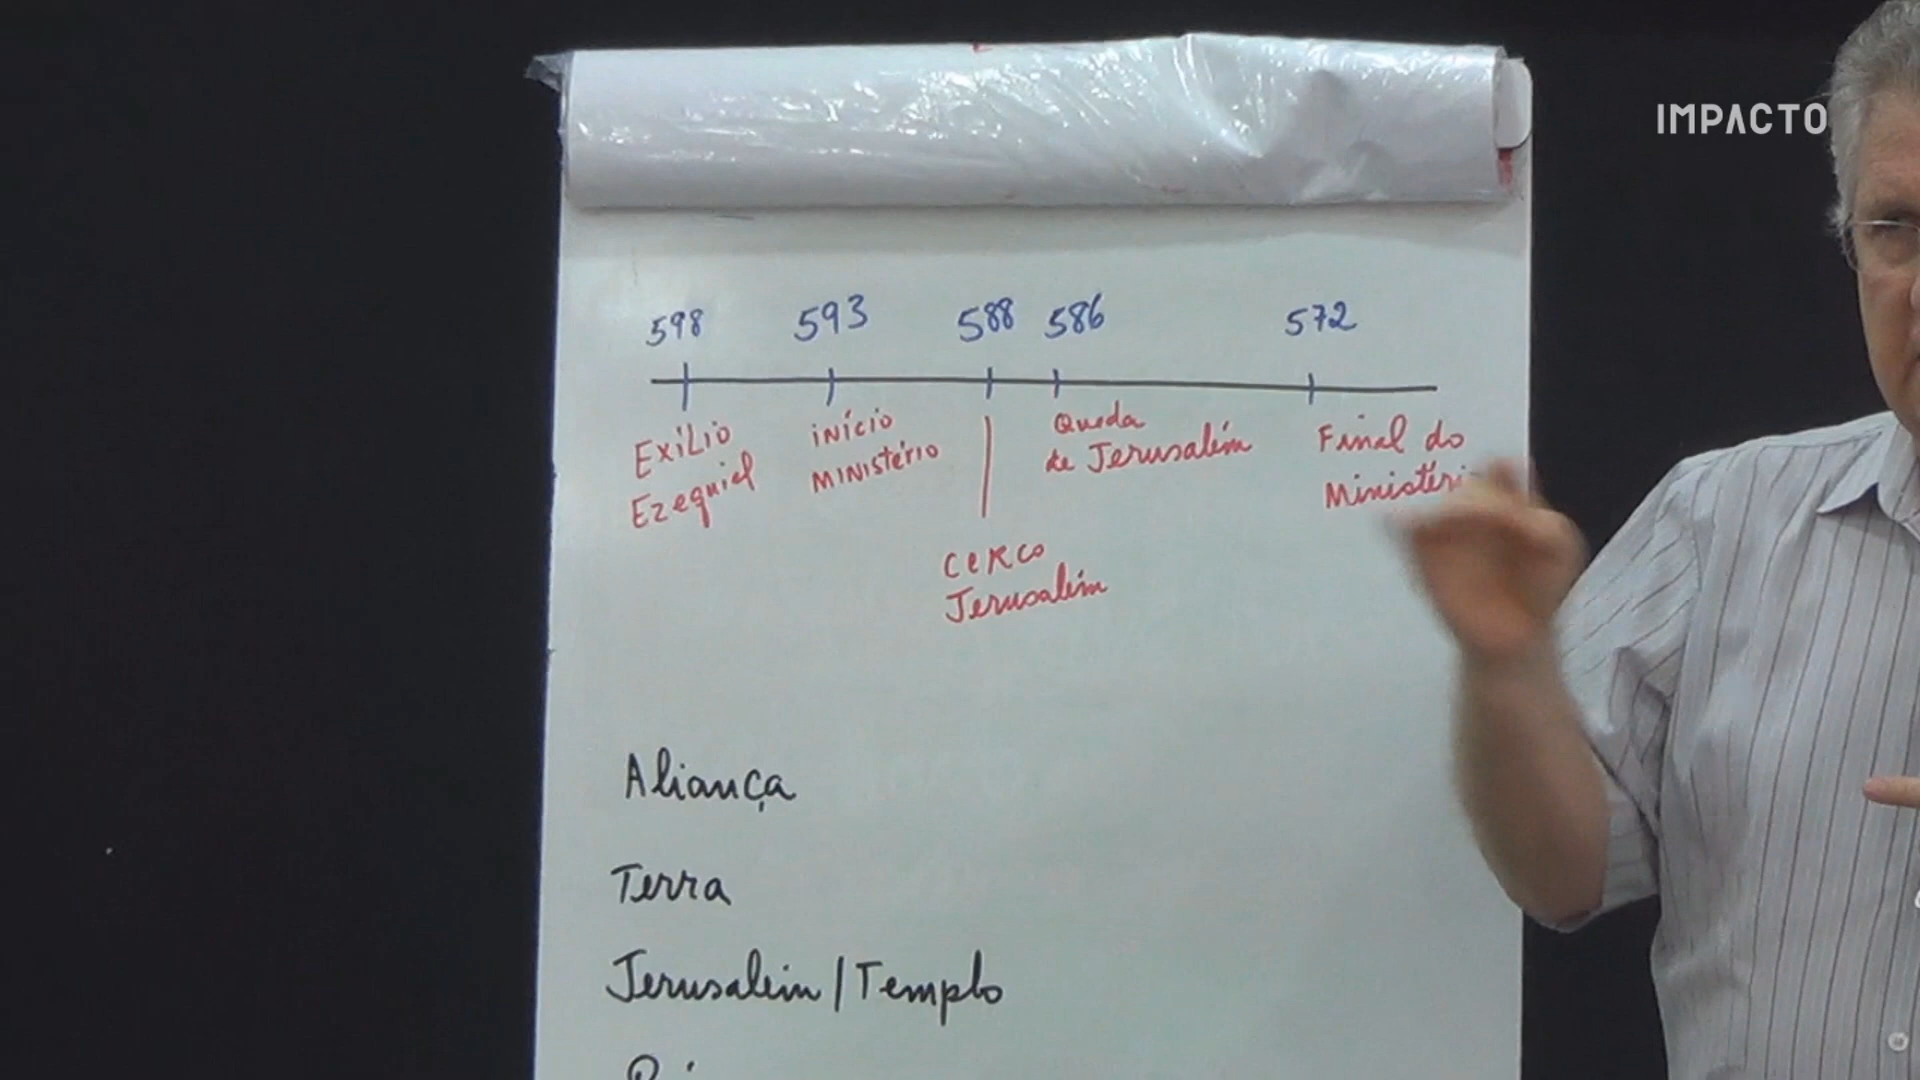 IMPACTO
598 593 588 586 572
Exílio
Ezequiel
início
Ministério
Queda
de Jerusalém
Final do
cerco
Jerusalém
Aliança
Terra
Jerusalém / Templo